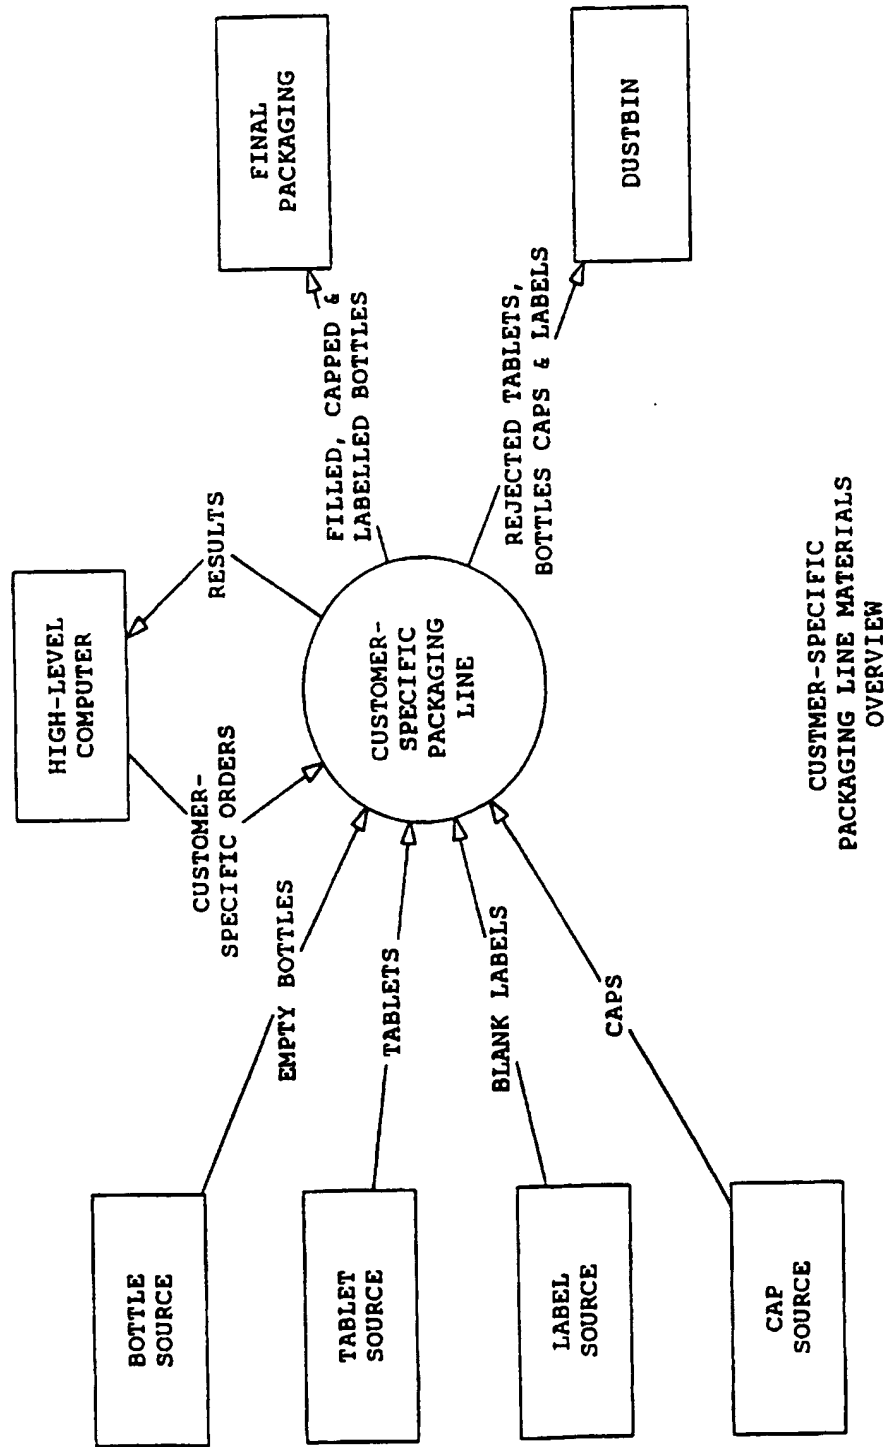 HIGH-LEVEL
COMPUTER
CUSTOMER-
SPECIFIC ORDERS
RESULTS
BOTTLE
SOURCE
EMPTY BOTTLES
TABLET
SOURCE
TABLETS
LABEL
SOURCE
BLANK LABELS
CAP
SOURCE
CAPS
CUSTOMER-
SPECIFIC
PACKAGING
LINE
FILLED, CAPPED &
LABELLED BOTTLES
FINAL
PACKAGING
REJECTED TABLETS,
BOTTLES CAPS & LABELS
DUSTBIN
CUSTMER-SPECIFIC
PACKAGING LINE MATERIALS
OVERVIEW